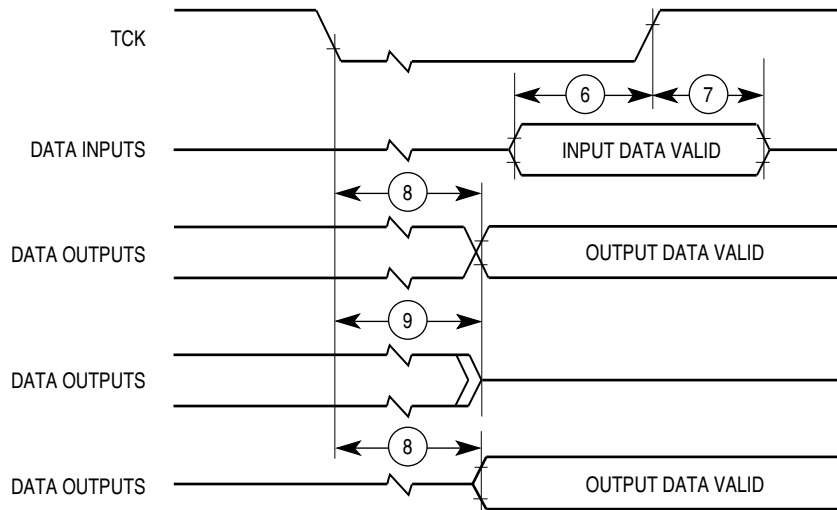 TCK
6
7
DATA INPUTS
INPUT DATA VALID
8
DATA OUTPUTS
OUTPUT DATA VALID
9
DATA OUTPUTS
8
DATA OUTPUTS
OUTPUT DATA VALID